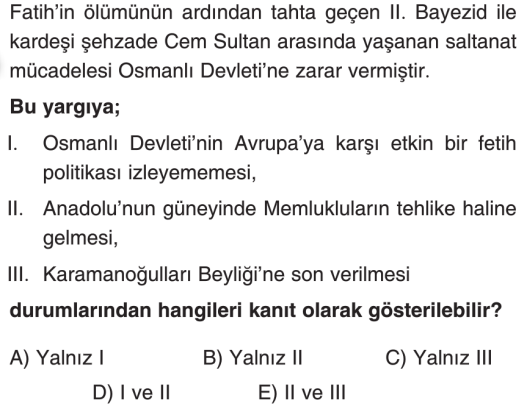 Fatih'in ölümünün ardından tahta geçen II. Bayezid ile
kardeşi şehzade Cem Sultan arasında yaşanan saltanat
mücadelesi Osmanlı Devleti'ne zarar vermiştir.
Bu yargıya;
I. Osmanlı Devleti'nin Avrupa'ya karşı etkin bir fetih
politikası izleyememesi,
II. Anadolu'nun güneyinde Memlukluların tehlike haline
gelmesi,
III. Karamanoğulları Beyliği'ne son verilmesi
durumlarından hangileri kanıt olarak gösterilebilir?
A) Yalnız I B) Yalnız II C) Yalnız III
D) I ve II E) II ve III